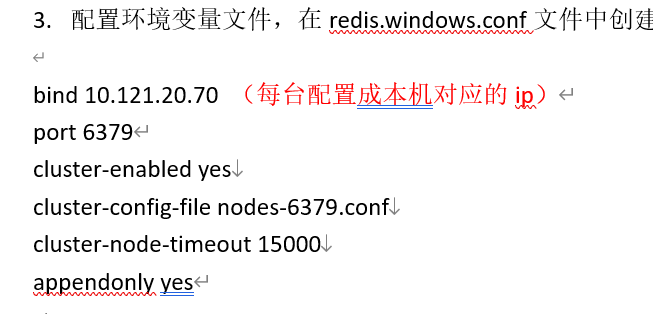 3. 配置环境变量文件，在 redis.windows.conf 文件中创建
bind 10.121.20.70 （每台配置成本机对应的 ip）
port 6379
cluster-enabled yes
cluster-config-file nodes-6379.conf
cluster-node-timeout 15000
appendonly yes